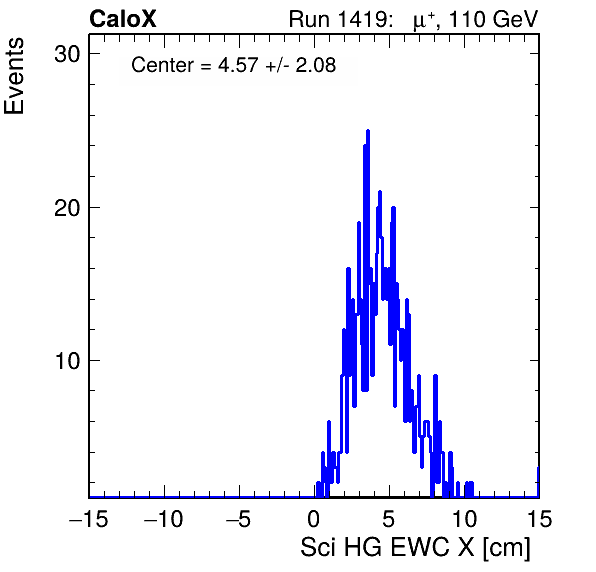 CaloX Run 1419: μ⁺, 110 GeV
Center = 4.57 +/- 2.08
Events
30
20
10
−15 −10 −5 0 5 10 15
Sci HG EWC X [cm]